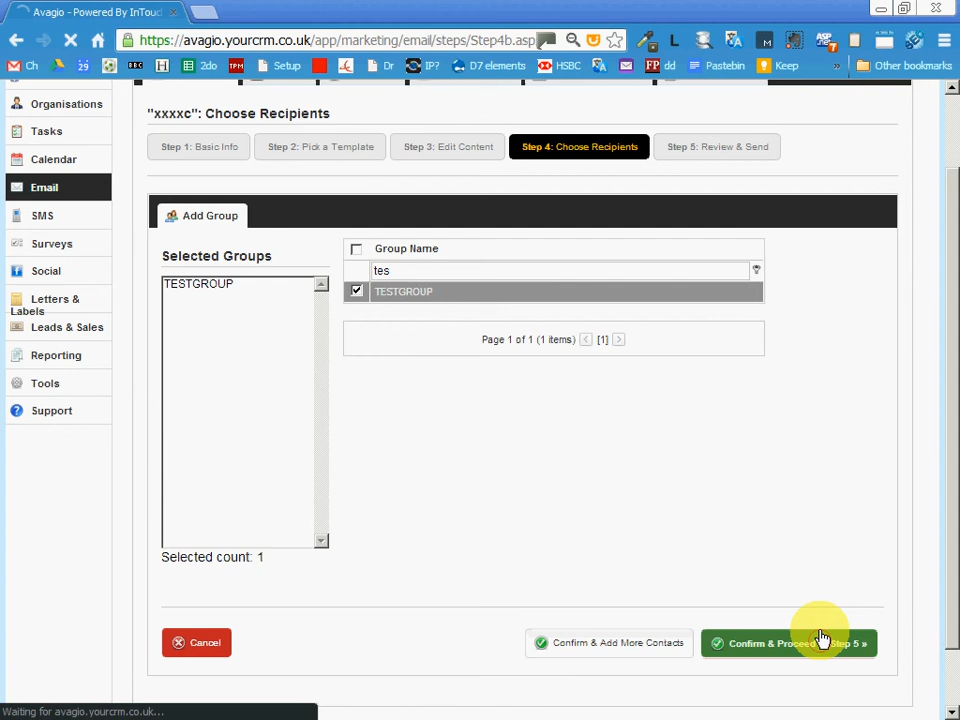 Avagio - Powered By InTouc
https://avagio.yourcrm.co.uk/app/marketing/email/steps/Step4b.asp
Ch
29
BBC
H
2do
TPM
Setup
Dr
IP?
D7 elements
HSBC
FP dd
Pastebin
Keep
»
Other bookmarks
Organisations
Tasks
Calendar
Email
SMS
Surveys
Social
Letters &
Labels
Leads & Sales
Reporting
Tools
Support
"xxxxc": Choose Recipients
Step 1: Basic Info
Step 2: Pick a Template
Step 3: Edit Content
Step 4: Choose Recipients
Step 5: Review & Send
Add Group
Selected Groups
TESTGROUP
Selected count: 1
Group Name
tes
TESTGROUP
Page 1 of 1 (1 items) < [1] >
Cancel
Confirm & Add More Contacts
Confirm & Proceed Step 5 »
Waiting for avagio.yourcrm.co.uk...